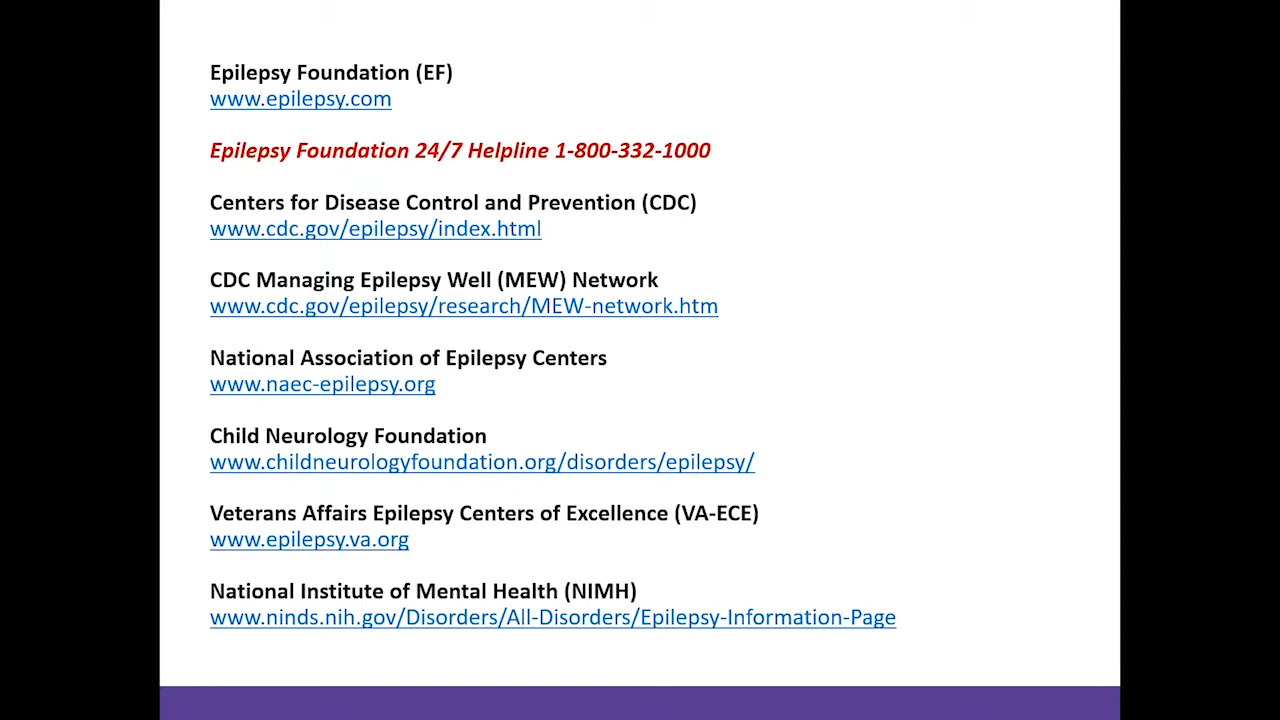 Epilepsy Foundation (EF)
www.epilepsy.com
Epilepsy Foundation 24/7 Helpline 1-800-332-1000
Centers for Disease Control and Prevention (CDC)
www.cdc.gov/epilepsy/index.html
CDC Managing Epilepsy Well (MEW) Network
www.cdc.gov/epilepsy/research/MEW-network.htm
National Association of Epilepsy Centers
www.naec-epilepsy.org
Child Neurology Foundation
www.childneurologyfoundation.org/disorders/epilepsy/
Veterans Affairs Epilepsy Centers of Excellence (VA-ECE)
www.epilepsy.va.org
National Institute of Mental Health (NIMH)
www.ninds.nih.gov/Disorders/All-Disorders/Epilepsy-Information-Page